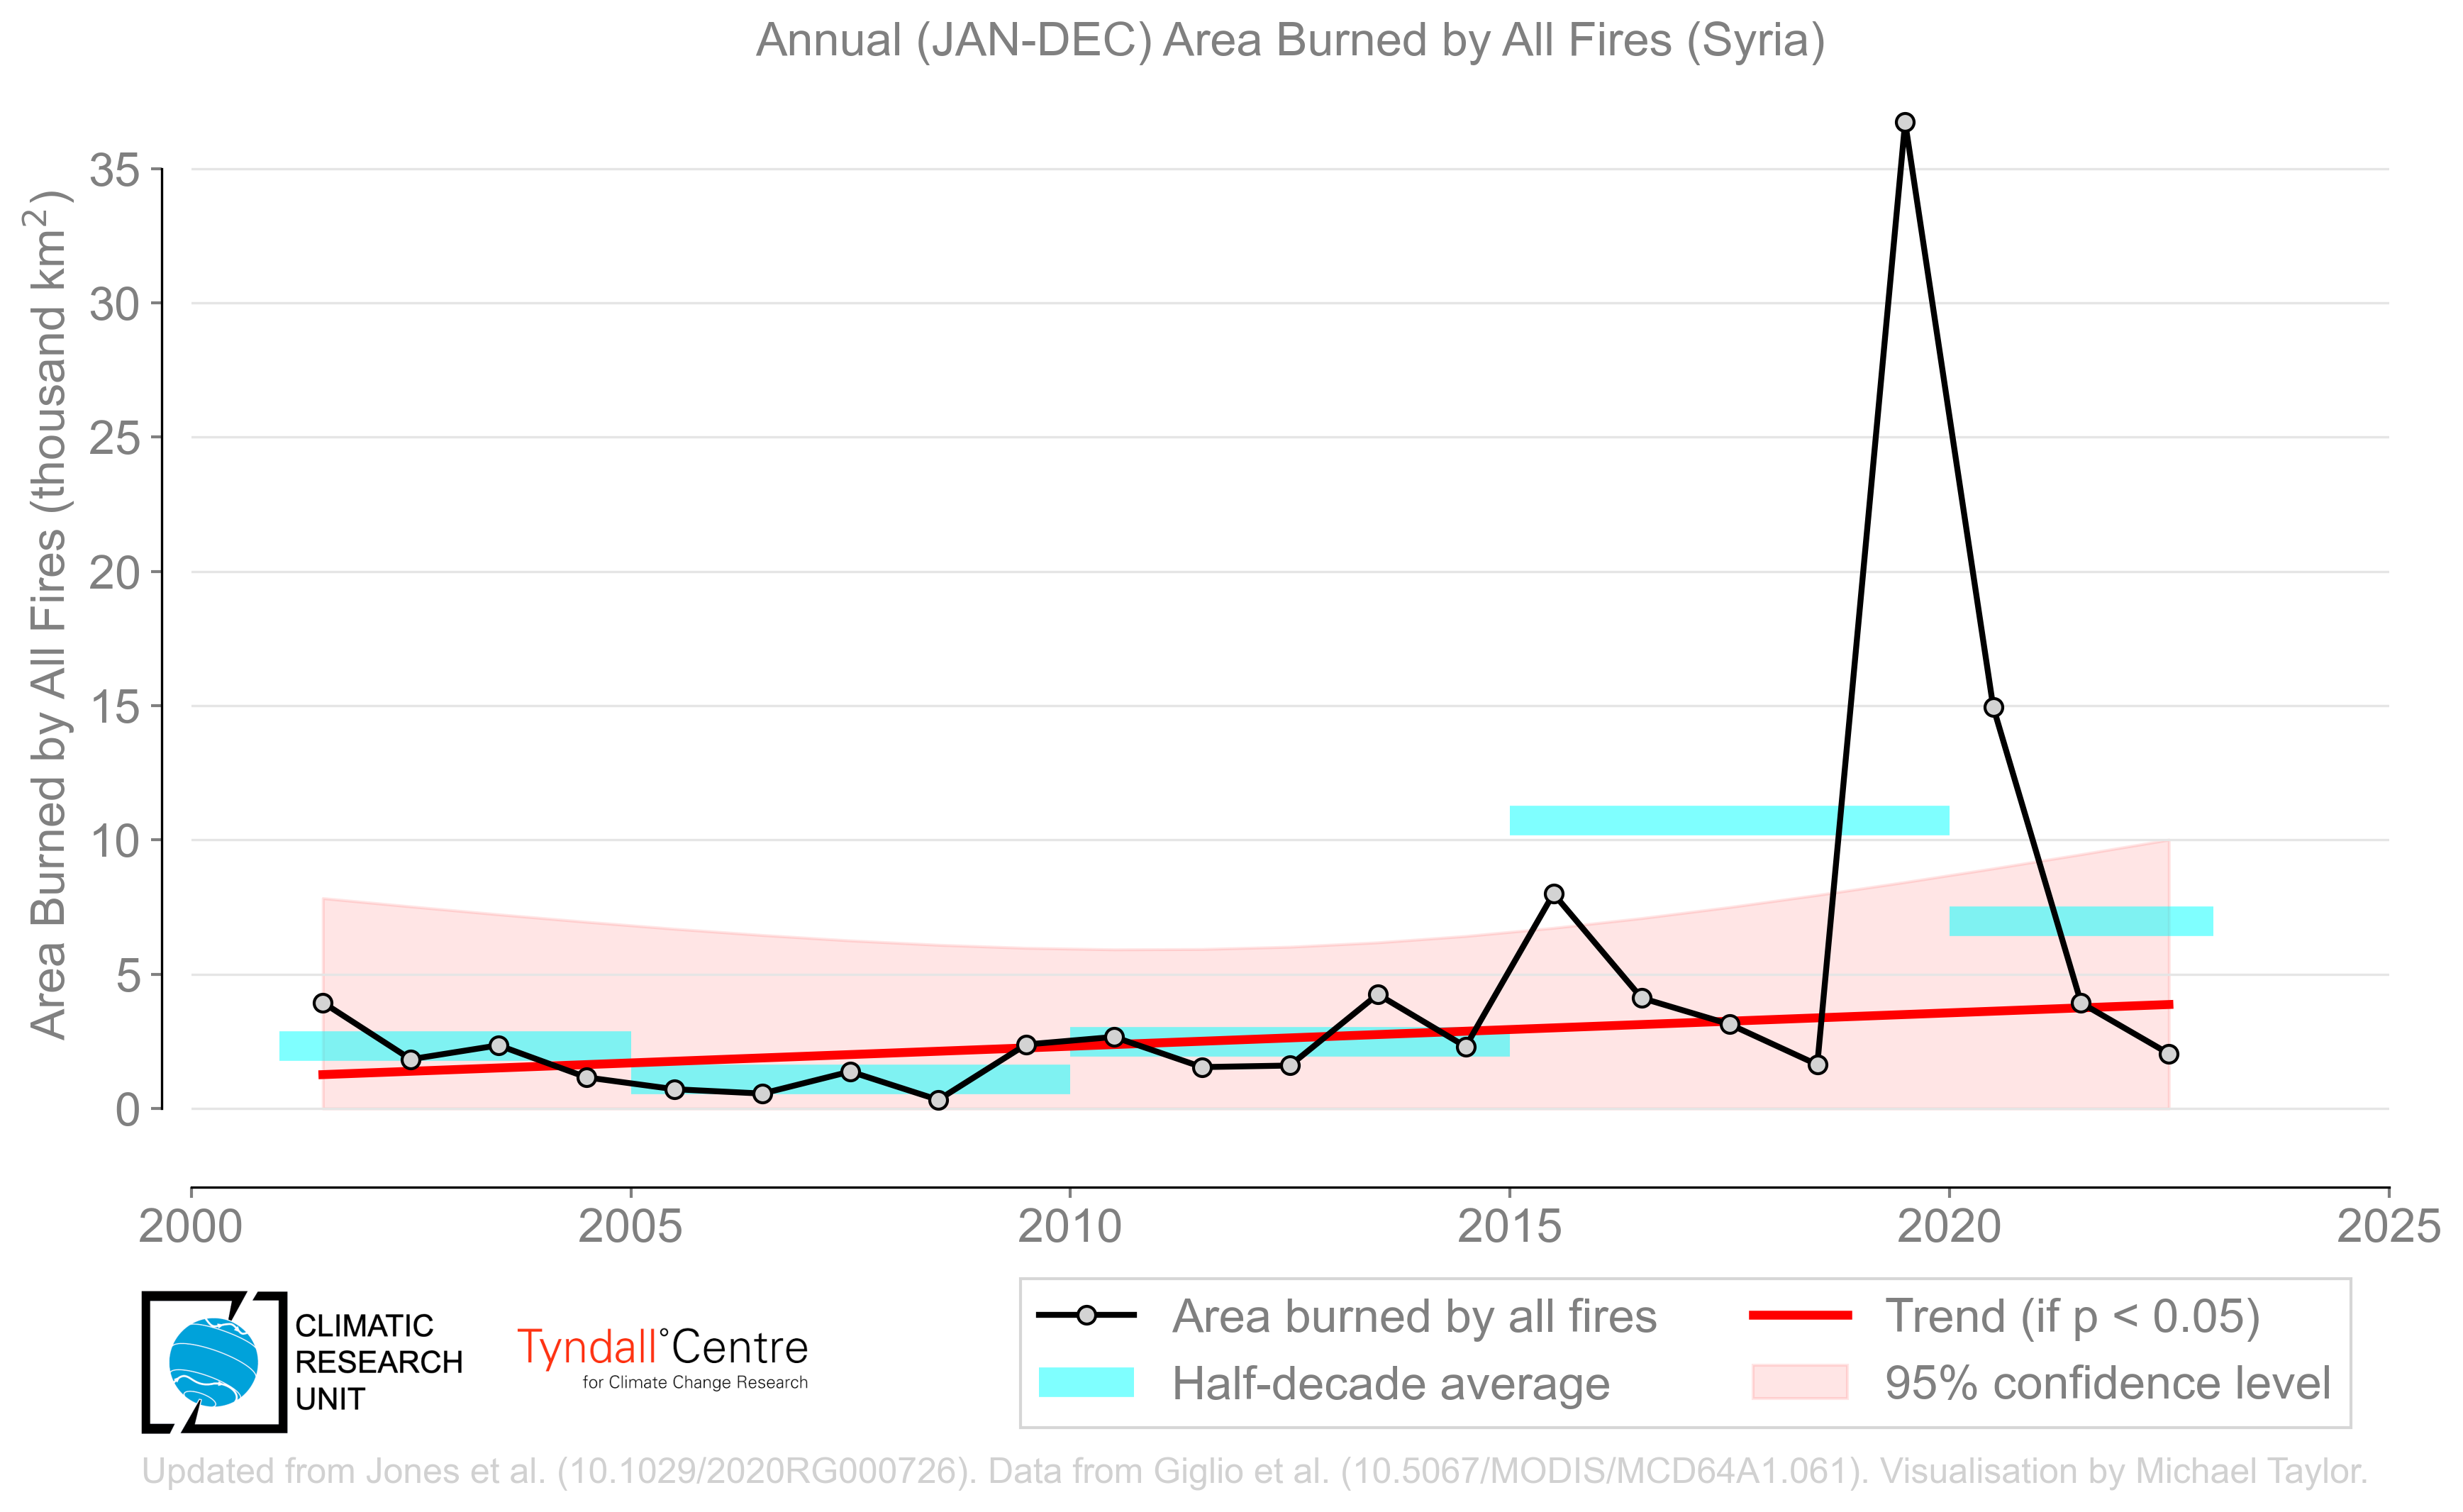 Annual (JAN-DEC) Area Burned by All Fires (Syria)
Area Burned by All Fires (thousand km²)
35
30
25
20
15
10
5
0
2000 2005 2010 2015 2020 2025
CLIMATIC
RESEARCH
UNIT
Tyndall°Centre
for Climate Change Research
Area burned by all fires
Half-decade average
Trend (if p < 0.05)
95% confidence level
Updated from Jones et al. (10.1029/2020RG000726). Data from Giglio et al. (10.5067/MODIS/MCD64A1.061). Visualisation by Michael Taylor.